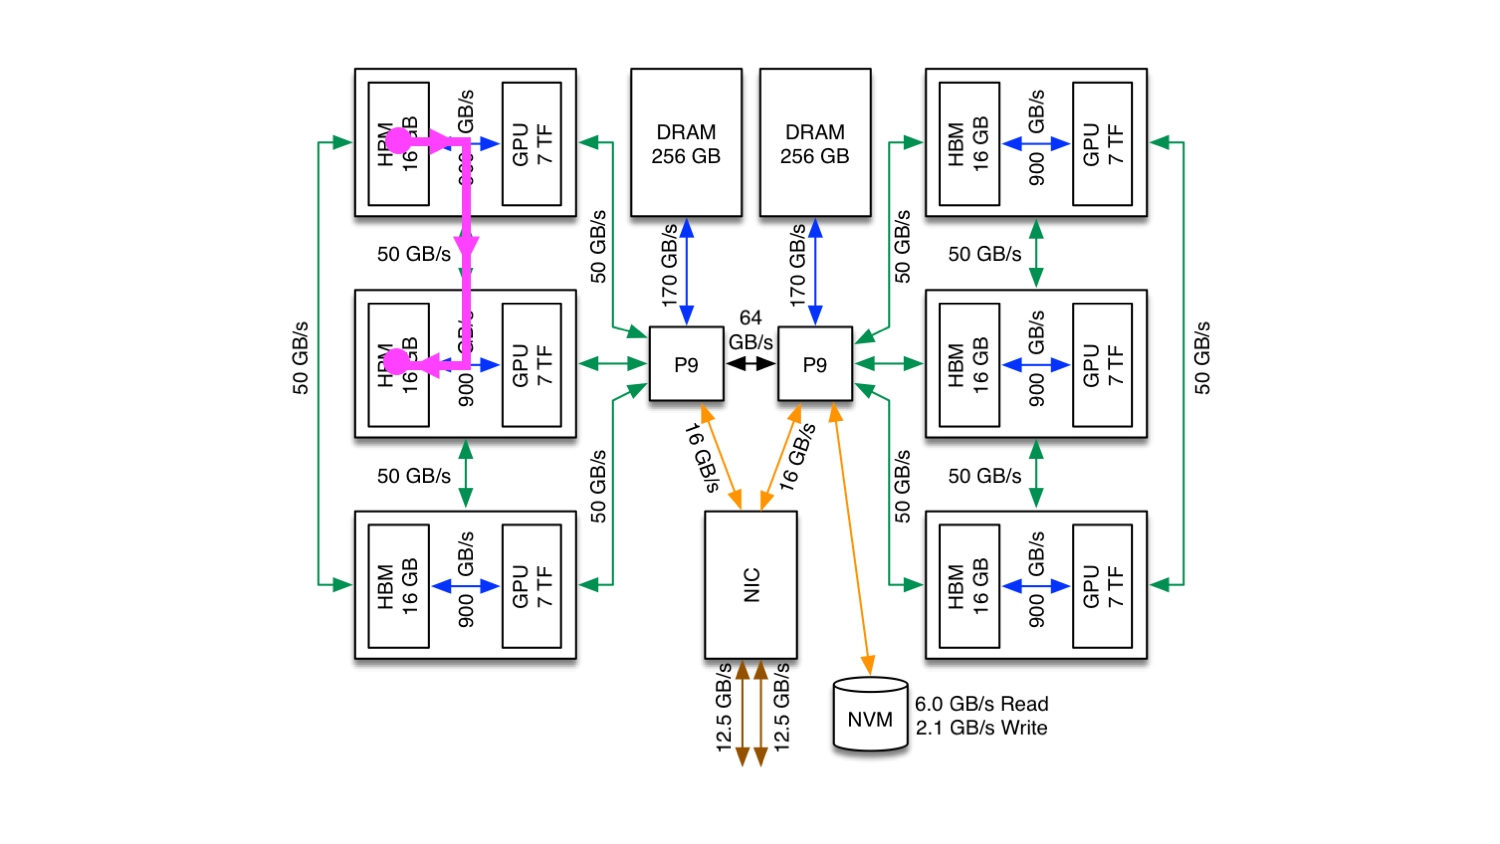 HBM
16 GB
900 GB/s
GPU
7 TF
50 GB/s
50 GB/s
HBM
16 GB
900 GB/s
GPU
7 TF
50 GB/s
HBM
16 GB
900 GB/s
GPU
7 TF
50 GB/s
50 GB/s
DRAM
256 GB
DRAM
256 GB
170 GB/s
170 GB/s
P9
64
GB/s
P9
16 GB/s
16 GB/s
NIC
12.5 GB/s
12.5 GB/s
NVM
6.0 GB/s Read
2.1 GB/s Write
50 GB/s
50 GB/s
HBM
16 GB
900 GB/s
GPU
7 TF
50 GB/s
HBM
16 GB
900 GB/s
GPU
7 TF
50 GB/s
HBM
16 GB
900 GB/s
GPU
7 TF
50 GB/s